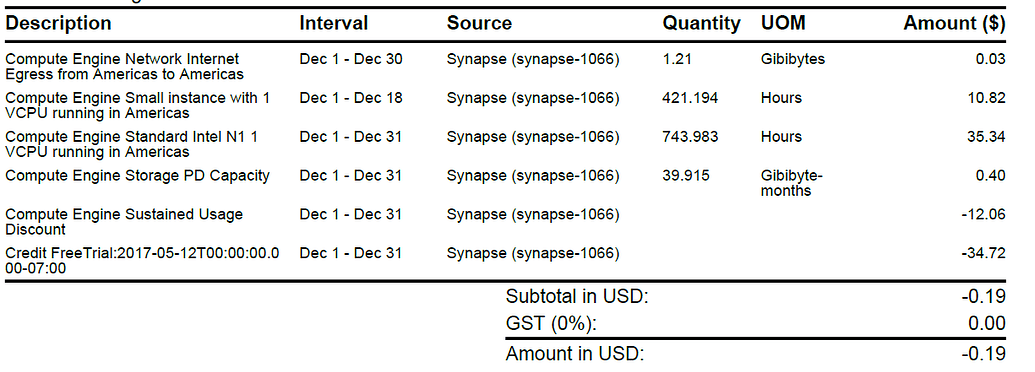 Description Interval Source Quantity UOM Amount ($)
Compute Engine Network Internet Dec 1 - Dec 30 Synapse (synapse-1066) 1.21 Gibibytes 0.03
Egress from Americas to Americas
Compute Engine Small instance with 1 Dec 1 - Dec 18 Synapse (synapse-1066) 421.194 Hours 10.82
VCPU running in Americas
Compute Engine Standard Intel N1 1 Dec 1 - Dec 31 Synapse (synapse-1066) 743.983 Hours 35.34
VCPU running in Americas
Compute Engine Storage PD Capacity Dec 1 - Dec 31 Synapse (synapse-1066) 39.915 Gibibyte- 0.40
months
Compute Engine Sustained Usage Dec 1 - Dec 31 Synapse (synapse-1066) -12.06
Discount
Credit FreeTrial:2017-05-12T00:00:00.0 Dec 1 - Dec 31 Synapse (synapse-1066) -34.72
00-07:00
Subtotal in USD: -0.19
GST (0%): 0.00
Amount in USD: -0.19